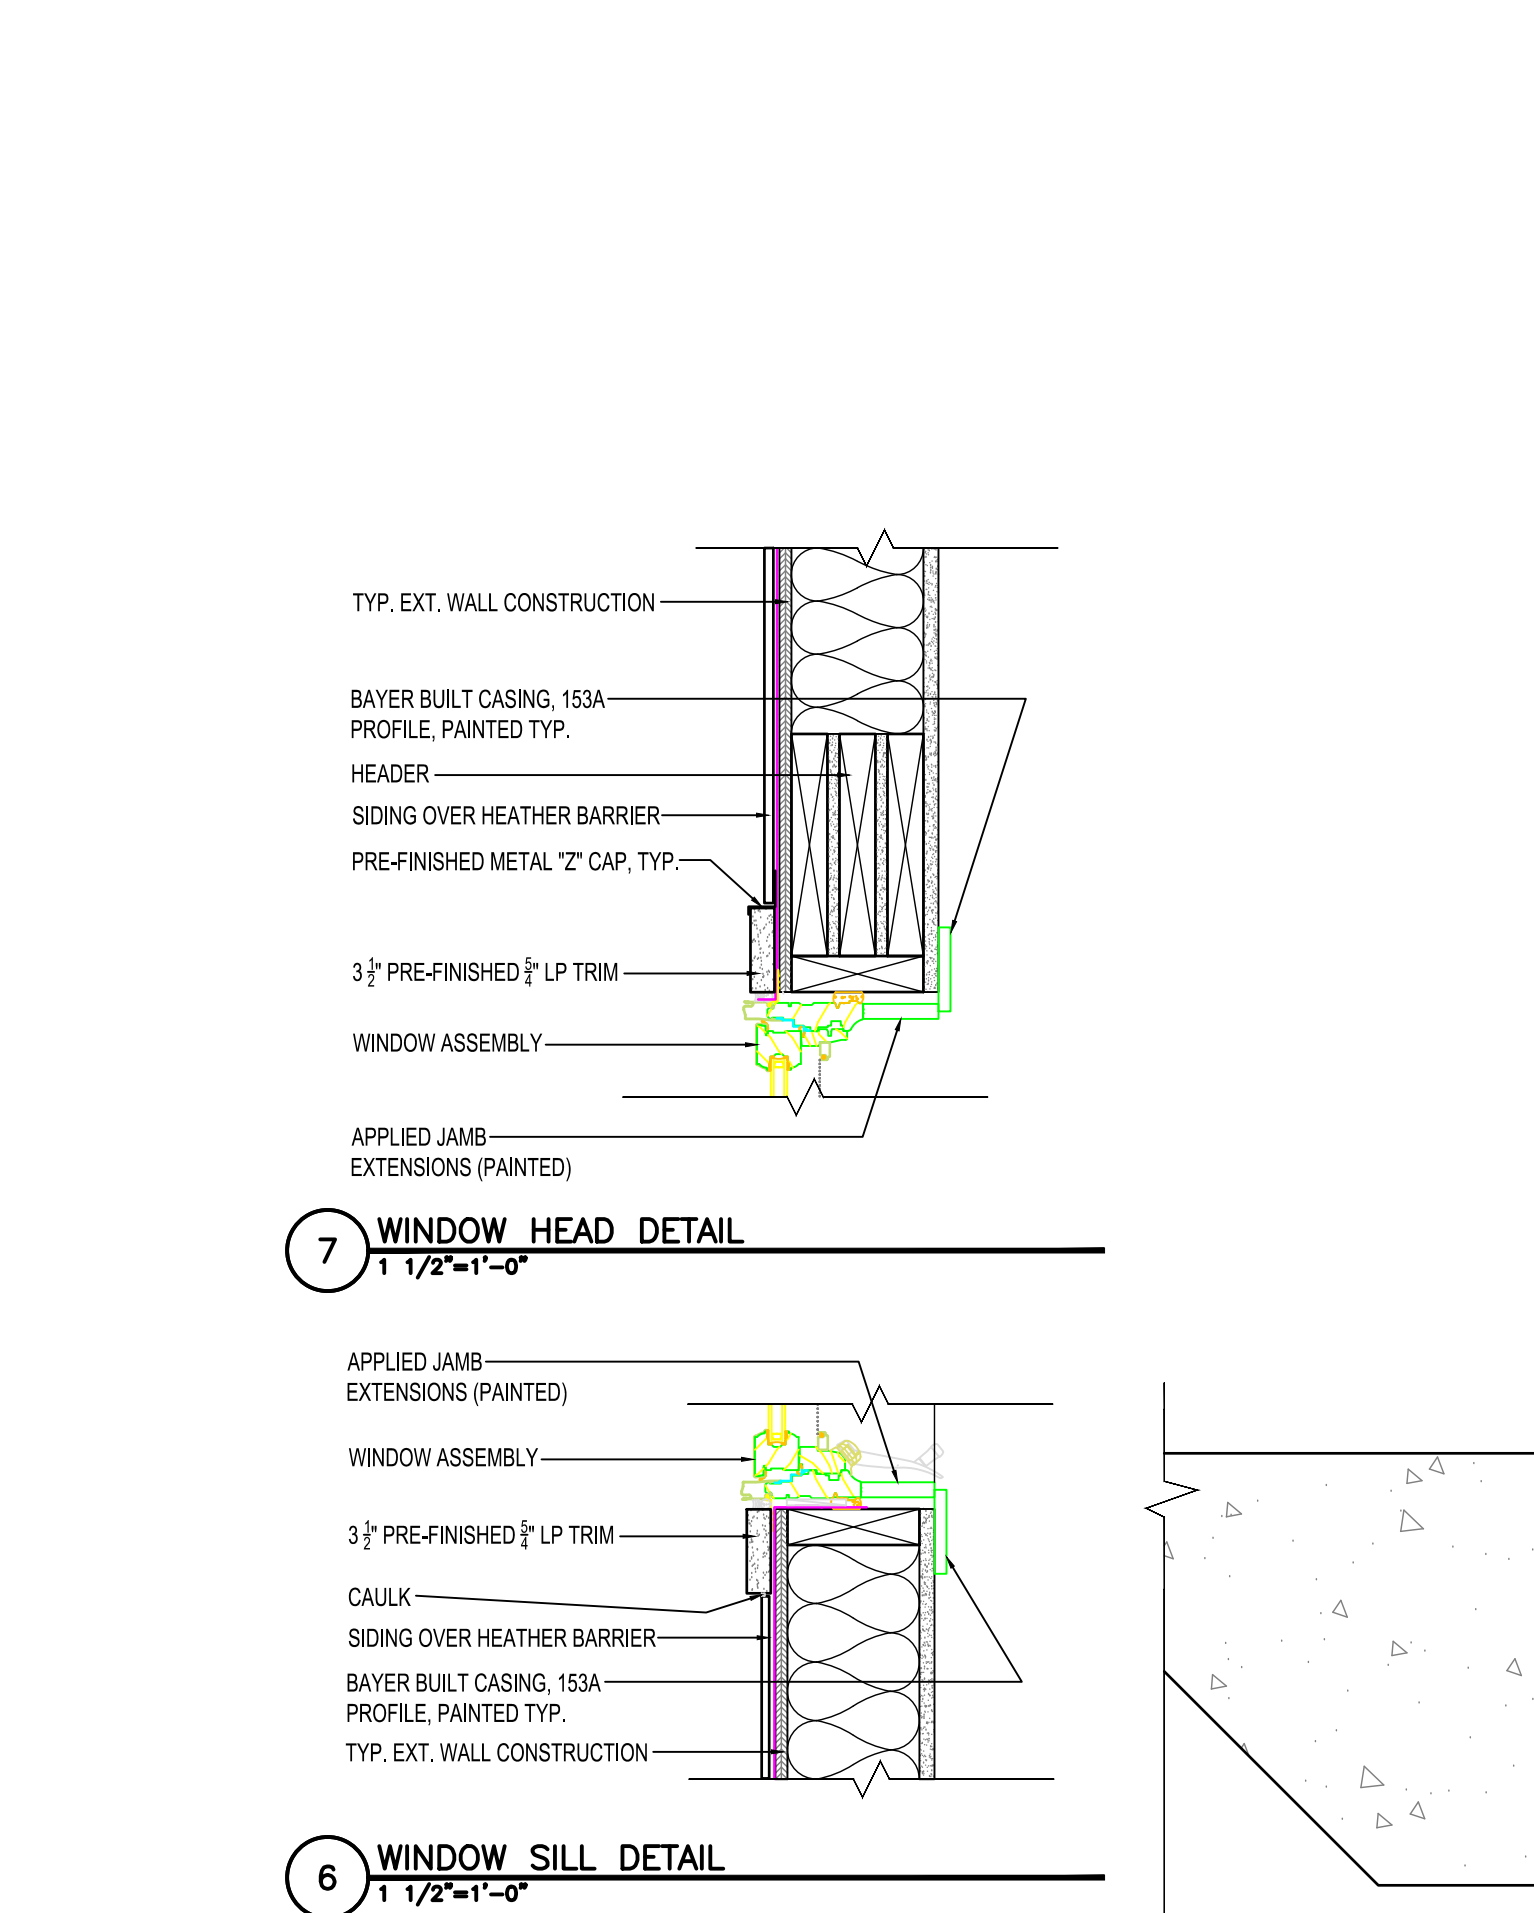 TYP. EXT. WALL CONSTRUCTION
BAYER BUILT CASING, 153A
PROFILE, PAINTED TYP.
HEADER
SIDING OVER HEATHER BARRIER
PRE-FINISHED METAL "Z" CAP, TYP.
3 1/2" PRE-FINISHED 5/4" LP TRIM
WINDOW ASSEMBLY
APPLIED JAMB
EXTENSIONS (PAINTED)
7 WINDOW HEAD DETAIL
1 1/2"=1'-0"
APPLIED JAMB
EXTENSIONS (PAINTED)
WINDOW ASSEMBLY
3 1/2" PRE-FINISHED 5/4" LP TRIM
CAULK
SIDING OVER HEATHER BARRIER
BAYER BUILT CASING, 153A
PROFILE, PAINTED TYP.
TYP. EXT. WALL CONSTRUCTION
6 WINDOW SILL DETAIL
1 1/2"=1'-0"